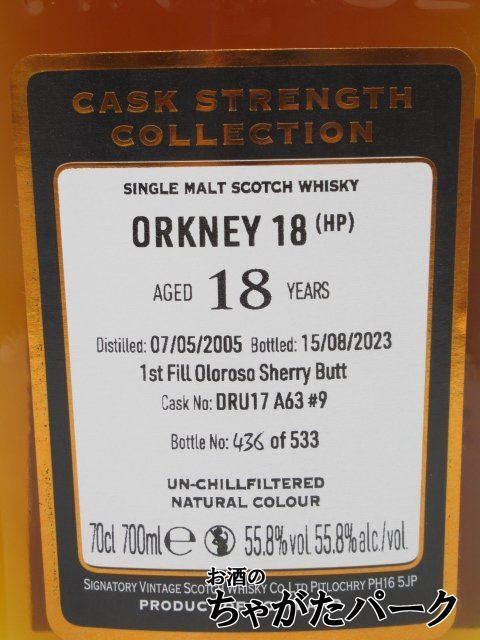 CASK STRENGTH
COLLECTION
SINGLE MALT SCOTCH WHISKY
ORKNEY 18 (HP)
AGED 18 YEARS
Distilled: 07/05/2005 Bottled: 15/08/2023
1st Fill Oloroso Sherry Butt
Cask No: DRU17 A63 #9
Bottle No: 436 of 533
UN-CHILLFILTERED
NATURAL COLOUR
70cl 700ml e 55.8%vol 55.8%alc./vol.
SIGNATORY VINTAGE SCOTCH WHISKY CO. LTD PITLOCHRY PH16 5JP
PRODUC
お酒の
ちゃがたパーク